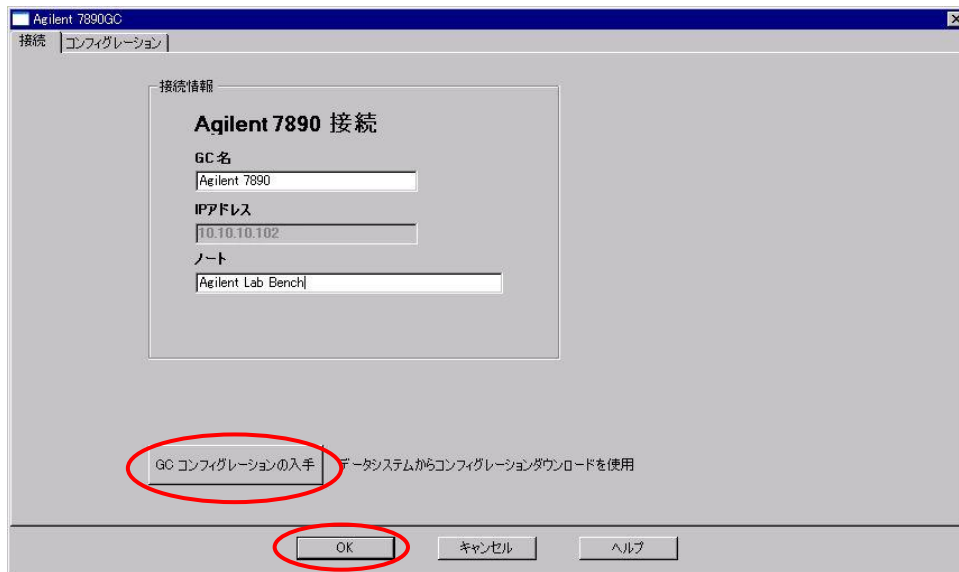 Agilent 7890GC
接続 コンフィグレーション
接続情報
Agilent 7890 接続
GC 名
Agilent 7890
IPアドレス
10.10.10.102
ノート
Agilent Lab Bench
GC コンフィグレーションの入手 データシステムからコンフィグレーションダウンロードを使用
OK キャンセル ヘルプ